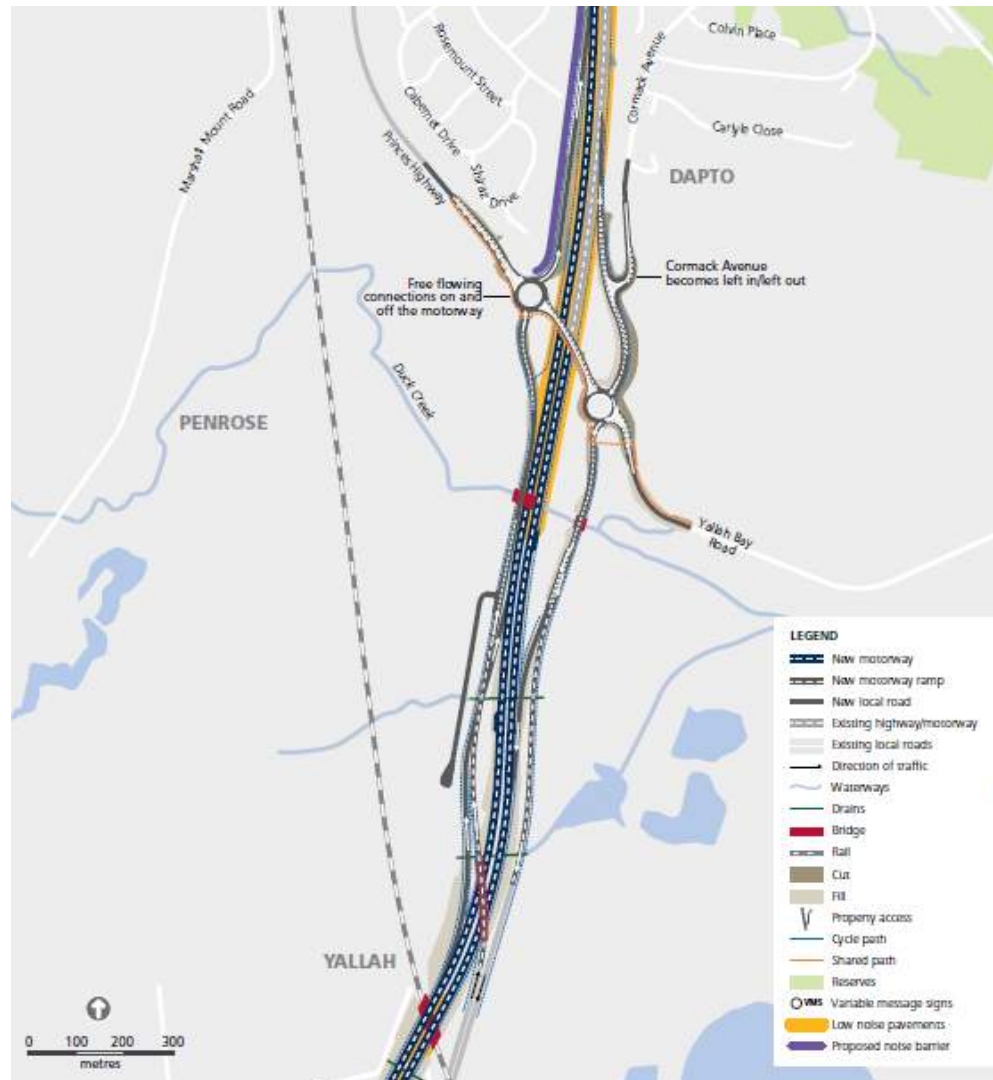 Colvin Place
Rosemount Street
Cormack Avenue
Cabernet Drive
Carlyle Close
Marshall Mount Road
Princes Highway
Shiraz Drive
DAPTO
Cormack Avenue
becomes left in/left out
Free flowing
connections on and
off the motorway
Duck Creek
PENROSE
Yallah Bay
Road
LEGEND
New motorway
New motorway ramp
New local road
Existing highway/motorway
Existing local roads
Direction of traffic
Waterways
Drains
Bridge
Rail
Cut
Fill
Property access
Cycle path
Shared path
Reserves
VMS Variable message signs
Low noise pavements
Proposed noise barrier
YALLAH
0 100 200 300
metres